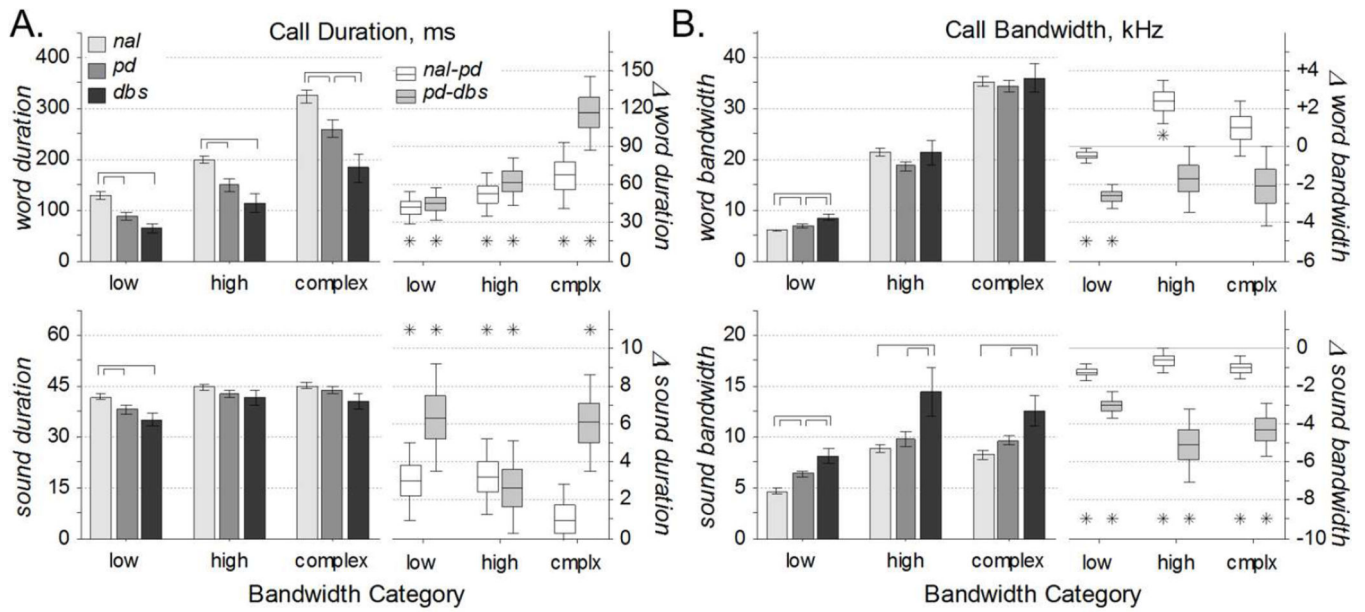 A.
Call Duration, ms
nal
pd
dbs
nal-pd
pd-dbs
word duration
400
300
200
100
0
low high complex
150
120
90
60
30
0
Δ word duration
* * * * * *
low high cmplx
sound duration
60
45
30
15
0
low high complex
* * * * *
10
8
6
4
2
0
Δ sound duration
low high cmplx
Bandwidth Category
B.
Call Bandwidth, kHz
word bandwidth
40
30
20
10
0
low high complex
+4
+2
0
-2
-4
-6
Δ word bandwidth
*
* *
low high cmplx
sound bandwidth
20
15
10
5
0
low high complex
0
-2
-4
-6
-8
-10
Δ sound bandwidth
* * * * * *
low high cmplx
Bandwidth Category